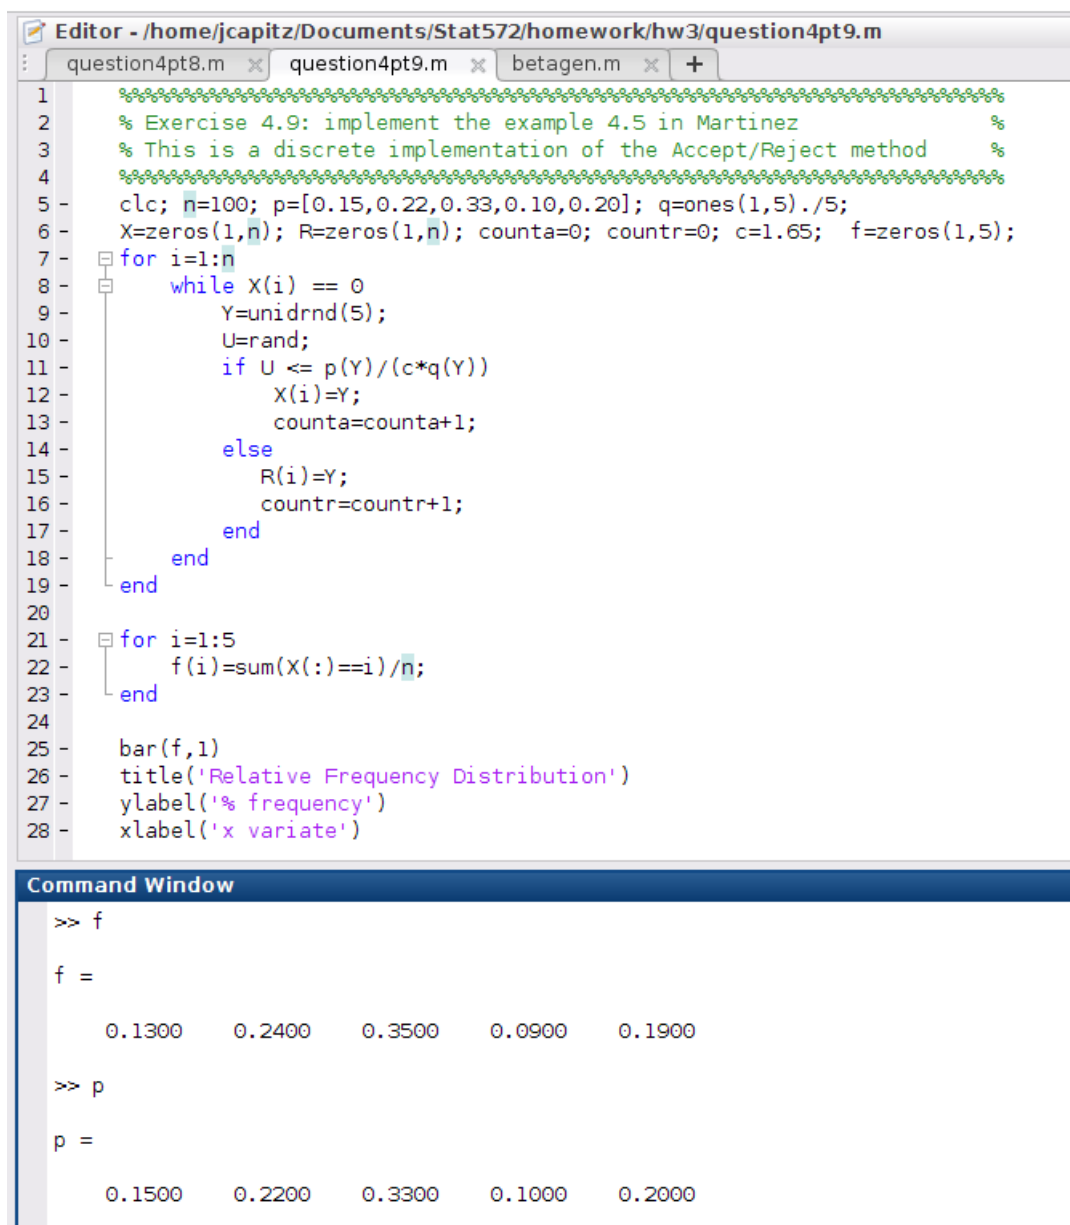 Editor - /home/jcapitz/Documents/Stat572/homework/hw3/question4pt9.m
question4pt8.m × question4pt9.m × betagen.m × +
1 %%%%%%%%%%%%%%%%%%%%%%%%%%%%%%%%%%%%%%%%%%%%%%%%%%%%%%%%%%%%%%%%%%%%%
2 % Exercise 4.9: implement the example 4.5 in Martinez %
3 % This is a discrete implementation of the Accept/Reject method %
4 %%%%%%%%%%%%%%%%%%%%%%%%%%%%%%%%%%%%%%%%%%%%%%%%%%%%%%%%%%%%%%%%%%%%%
5 - clc; n=100; p=[0.15,0.22,0.33,0.10,0.20]; q=ones(1,5)./5;
6 - X=zeros(1,n); R=zeros(1,n); counta=0; countr=0; c=1.65; f=zeros(1,5);
7 - for i=1:n
8 - while X(i) == 0
9 - Y=unidrnd(5);
10 - U=rand;
11 - if U <= p(Y)/(c*q(Y))
12 - X(i)=Y;
13 - counta=counta+1;
14 - else
15 - R(i)=Y;
16 - countr=countr+1;
17 - end
18 - end
19 - end
20
21 - for i=1:5
22 - f(i)=sum(X(:)==i)/n;
23 - end
24
25 - bar(f,1)
26 - title('Relative Frequency Distribution')
27 - ylabel('% frequency')
28 - xlabel('x variate')
Command Window
>> f
f =
0.1300 0.2400 0.3500 0.0900 0.1900
>> p
p =
0.1500 0.2200 0.3300 0.1000 0.2000